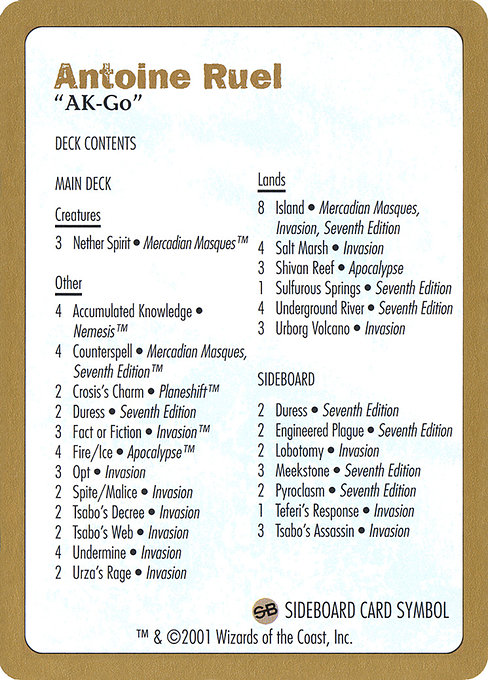 Antoine Ruel
“AK-Go”
DECK CONTENTS
MAIN DECK
Creatures
3 Nether Spirit • Mercadian Masques™
Other
4 Accumulated Knowledge •
Nemesis™
4 Counterspell • Mercadian Masques,
Seventh Edition™
2 Crosis's Charm • Planeshift™
2 Duress • Seventh Edition
3 Fact or Fiction • Invasion™
4 Fire/Ice • Apocalypse™
3 Opt • Invasion
2 Spite/Malice • Invasion
2 Tsabo's Decree • Invasion
2 Tsabo's Web • Invasion
4 Undermine • Invasion
2 Urza's Rage • Invasion
Lands
8 Island • Mercadian Masques,
Invasion, Seventh Edition
4 Salt Marsh • Invasion
3 Shivan Reef • Apocalypse
1 Sulfurous Springs • Seventh Edition
4 Underground River • Seventh Edition
3 Urborg Volcano • Invasion
SIDEBOARD
2 Duress • Seventh Edition
2 Engineered Plague • Seventh Edition
2 Lobotomy • Invasion
3 Meekstone • Seventh Edition
2 Pyroclasm • Seventh Edition
1 Teferi's Response • Invasion
3 Tsabo's Assassin • Invasion
SB SIDEBOARD CARD SYMBOL
™ & ©2001 Wizards of the Coast, Inc.